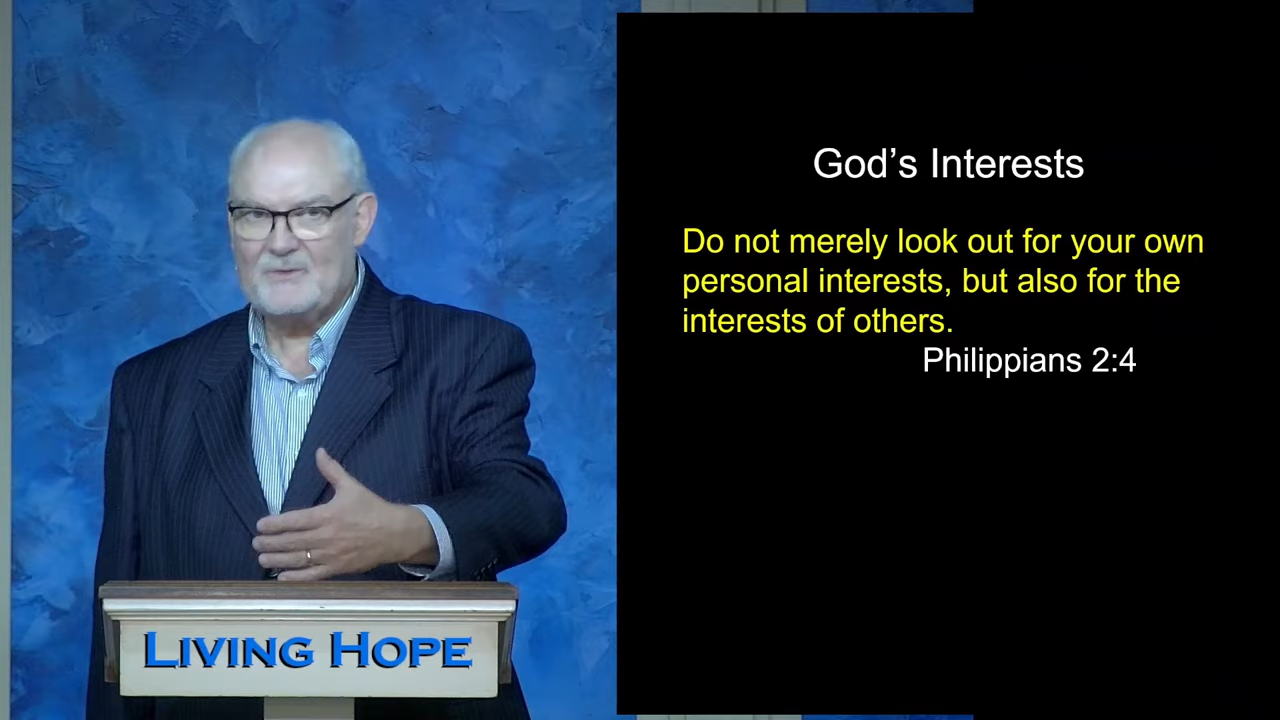 God’s Interests
Do not merely look out for your own
personal interests, but also for the
interests of others.
Philippians 2:4
LIVING HOPE